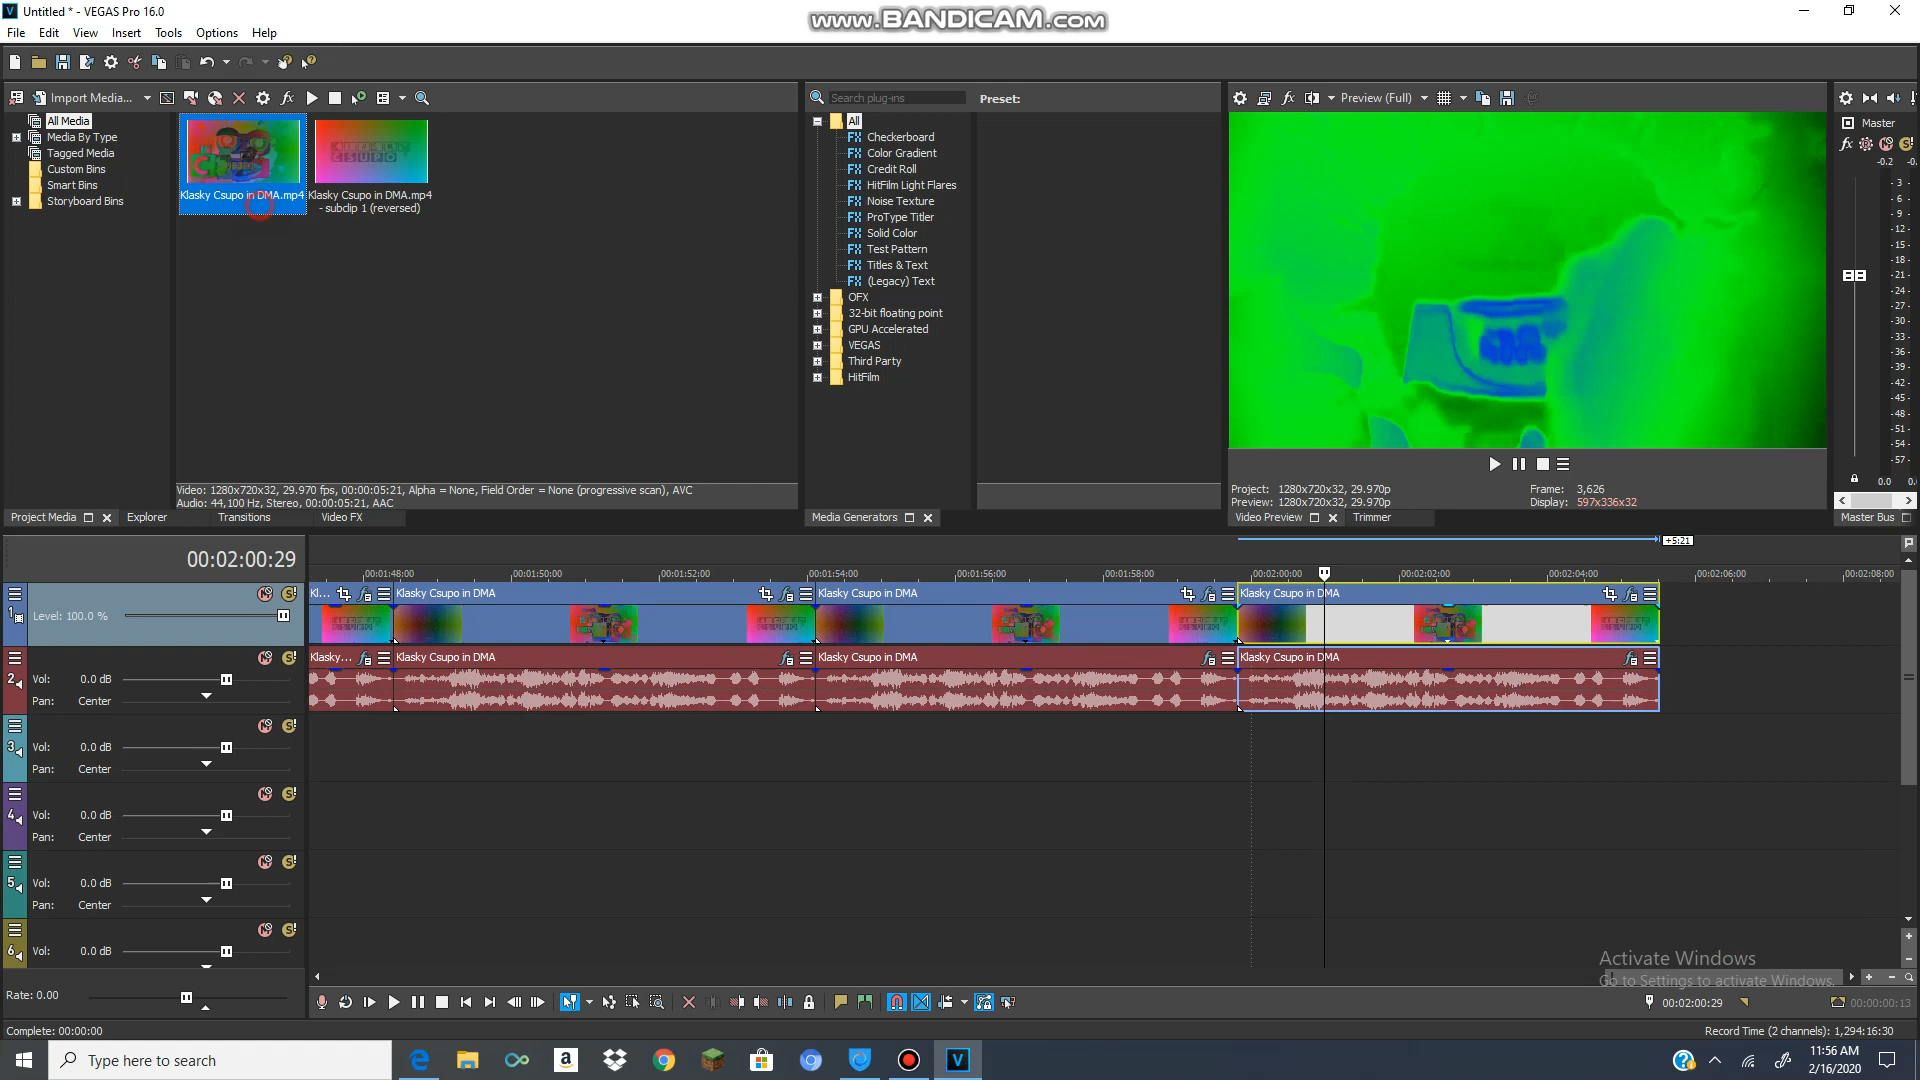 Untitled * - VEGAS Pro 16.0
www.BANDICAM.com
File Edit View Insert Tools Options Help
Import Media...
Search plug-ins
Preset:
Preview (Full)
All Media
Media By Type
Tagged Media
Custom Bins
Smart Bins
Storyboard Bins
Klasky Csupo in DMA.mp4
Klasky Csupo in DMA.mp4
- subclip 1 (reversed)
All
Checkerboard
Color Gradient
Credit Roll
HitFilm Light Flares
Noise Texture
ProType Titler
Solid Color
Test Pattern
Titles & Text
(Legacy) Text
OFX
32-bit floating point
GPU Accelerated
VEGAS
Third Party
HitFilm
Master
-0.2 -0.
- 3 -
- 6 -
- 9 -
-12-
-15-
-18-
-21-
-24-
-27-
-30-
-33-
-36-
-39-
-42-
-45-
-48-
-51-
-54-
-57-
0.0 0.
Video: 1280x720x32, 29.970 fps, 00:00:05:21, Alpha = None, Field Order = None (progressive scan), AVC
Audio: 44,100 Hz, Stereo, 00:00:05:21, AAC
Project: 1280x720x32, 29.970p
Preview: 1280x720x32, 29.970p
Frame: 3,626
Display: 597x336x32
Project Media Explorer Transitions Video FX
Media Generators
Video Preview Trimmer
Master Bus
00:02:00:29
+5:21
00:01:48:00 00:01:50:00 00:01:52:00 00:01:54:00 00:01:56:00 00:01:58:00 00:02:00:00 00:02:02:00 00:02:04:00 00:02:06:00 00:02:08:00
1
Level: 100.0 %
Kl... Klasky Csupo in DMA Klasky Csupo in DMA Klasky Csupo in DMA
2
Vol: 0.0 dB
Pan: Center
Klasky... Klasky Csupo in DMA Klasky Csupo in DMA Klasky Csupo in DMA
3
Vol: 0.0 dB
Pan: Center
4
Vol: 0.0 dB
Pan: Center
5
Vol: 0.0 dB
Pan: Center
6
Vol: 0.0 dB
Rate: 0.00
Activate Windows
Go to Settings to activate Windows.
00:02:00:29
00:00:00:13
Complete: 00:00:00
Record Time (2 channels): 1,294:16:30
Type here to search
11:56 AM
2/16/2020